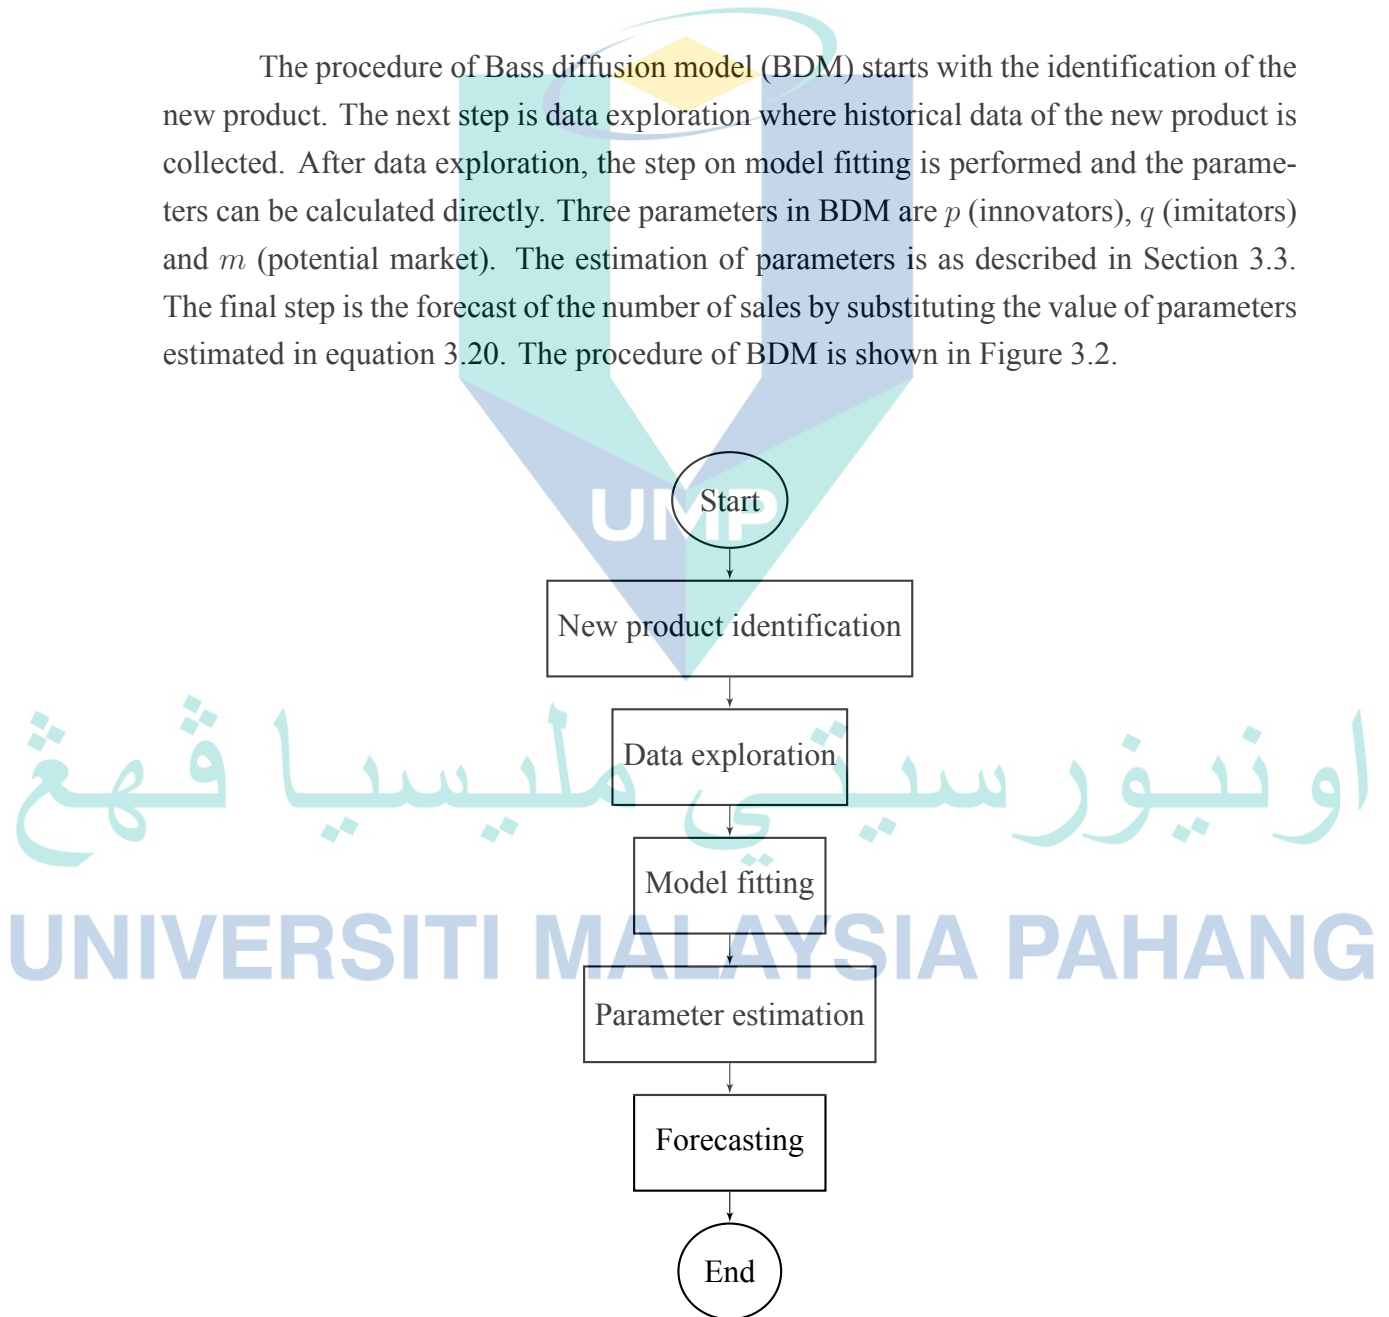 The procedure of Bass diffusion model (BDM) starts with the identification of the
new product. The next step is data exploration where historical data of the new product is
collected. After data exploration, the step on model fitting is performed and the parame-
ters can be calculated directly. Three parameters in BDM are p (innovators), q (imitators)
and m (potential market). The estimation of parameters is as described in Section 3.3.
The final step is the forecast of the number of sales by substituting the value of parameters
estimated in equation 3.20. The procedure of BDM is shown in Figure 3.2.
UMP
Start
New product identification
Data exploration
اونيۏرسيتي مليسيا ڤهڠ
Model fitting
UNIVERSITI MALAYSIA PAHANG
Parameter estimation
Forecasting
End